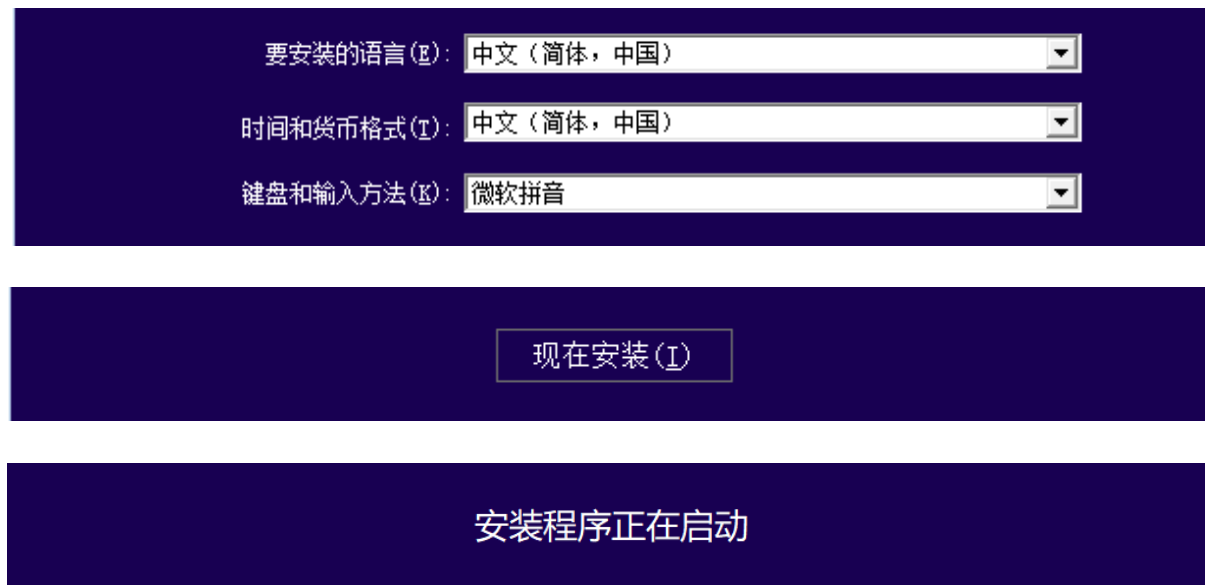 要安装的语言(E): 中文(简体，中国)
时间和货币格式(T): 中文(简体，中国)
键盘和输入方法(K): 微软拼音
现在安装(I)
安装程序正在启动